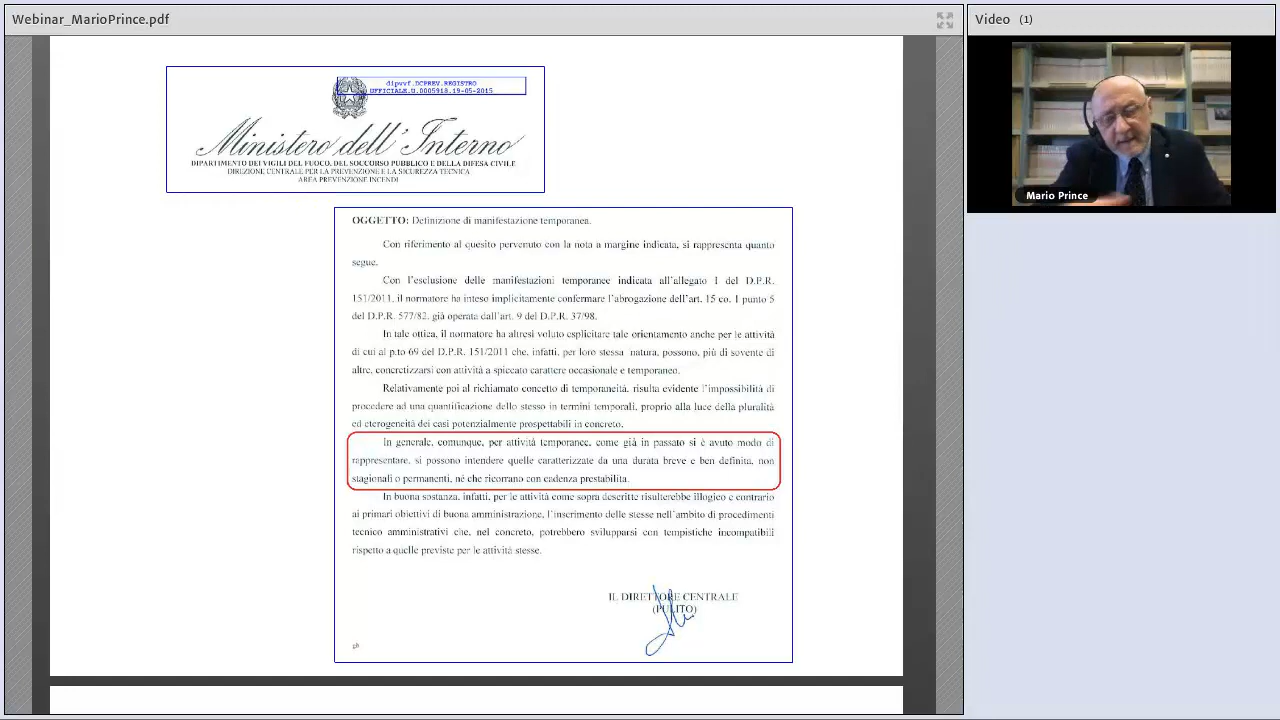 Webinar_MarioPrince.pdf
Video (1)
Mario Prince
dipvvf.DCPREV.REGISTRO
UFFICIALE.U.0005918.19-05-2015
Ministero dell'Interno
DIPARTIMENTO DEI VIGILI DEL FUOCO, DEL SOCCORSO PUBBLICO E DELLA DIFESA CIVILE
DIREZIONE CENTRALE PER LA PREVENZIONE E LA SICUREZZA TECNICA
AREA PREVENZIONE INCENDI
OGGETTO: Definizione di manifestazione temporanea.
Con riferimento al quesito pervenuto con la nota a margine indicata, si rappresenta quanto
segue.
Con l'esclusione delle manifestazioni temporanee indicata all'allegato I del D.P.R.
151/2011, il normatore ha inteso implicitamente confermare l'abrogazione dell'art. 15 co. 1 punto 5
del D.P.R. 577/82, già operata dall'art. 9 del D.P.R. 37/98.
In tale ottica, il normatore ha altresì voluto esplicitare tale orientamento anche per le attività
di cui al p.to 69 del D.P.R. 151/2011 che, infatti, per loro stessa natura, possono, più di sovente di
altre, concretizzarsi con attività a spiccato carattere occasionale e temporaneo.
Relativamente poi al richiamato concetto di temporaneità, risulta evidente l'impossibilità di
procedere ad una quantificazione dello stesso in termini temporali, proprio alla luce della pluralità
ed eterogeneità dei casi potenzialmente prospettabili in concreto.
In generale, comunque, per attività temporanee, come già in passato si è avuto modo di
rappresentare, si possono intendere quelle caratterizzate da una durata breve e ben definita, non
stagionali o permanenti, né che ricorrano con cadenza prestabilita.
In buona sostanza, infatti, per le attività come sopra descritte risulterebbe illogico e contrario
ai primari obiettivi di buona amministrazione, l'inserimento delle stesse nell'ambito di procedimenti
tecnico amministrativi che, nel concreto, potrebbero svilupparsi con tempistiche incompatibili
rispetto a quelle previste per le attività stesse.
IL DIRETTORE CENTRALE
(PULITO)